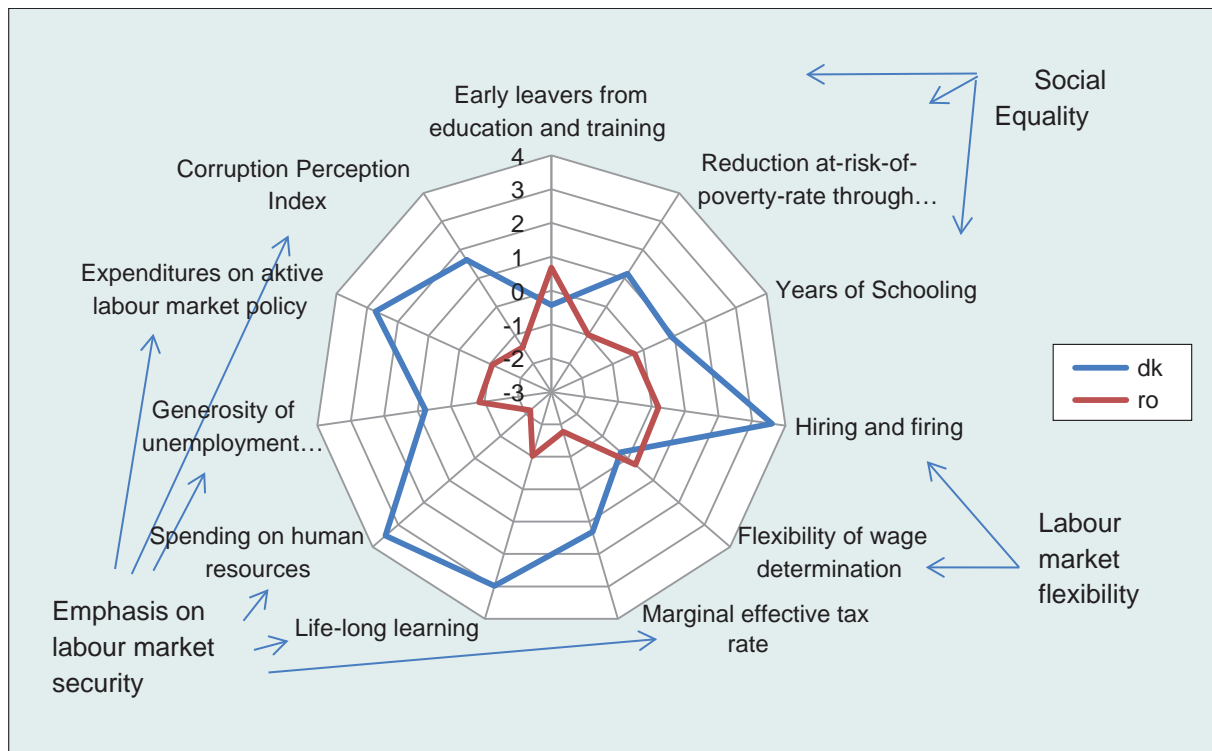 Social
Equality
Early leavers from
education and training
Reduction at-risk-of-
poverty-rate through…
Corruption Perception
Index
Years of Schooling
Expenditures on aktive
labour market policy
4
3
2
1
0
-1
-2
-3
dk
ro
Generosity of
unemployment…
Hiring and firing
Spending on human
resources
Flexibility of wage
determination
Labour
market
flexibility
Life-long learning
Marginal effective tax
rate
Emphasis on
labour market
security